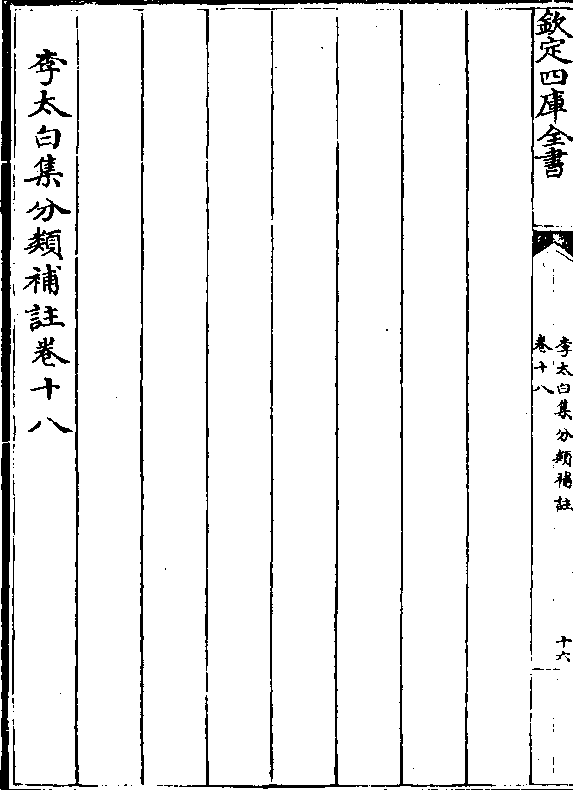 欽定四庫全書
李太白集分類補註
卷十八
十六
李太白集分類補註卷十八